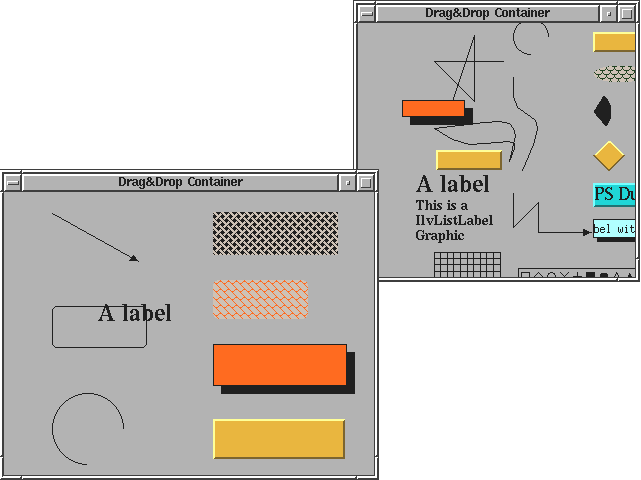 Drag&Drop Container
A label
This is a
IlvListLabel
Graphic
PS Du
bel wit
Drag&Drop Container
A label